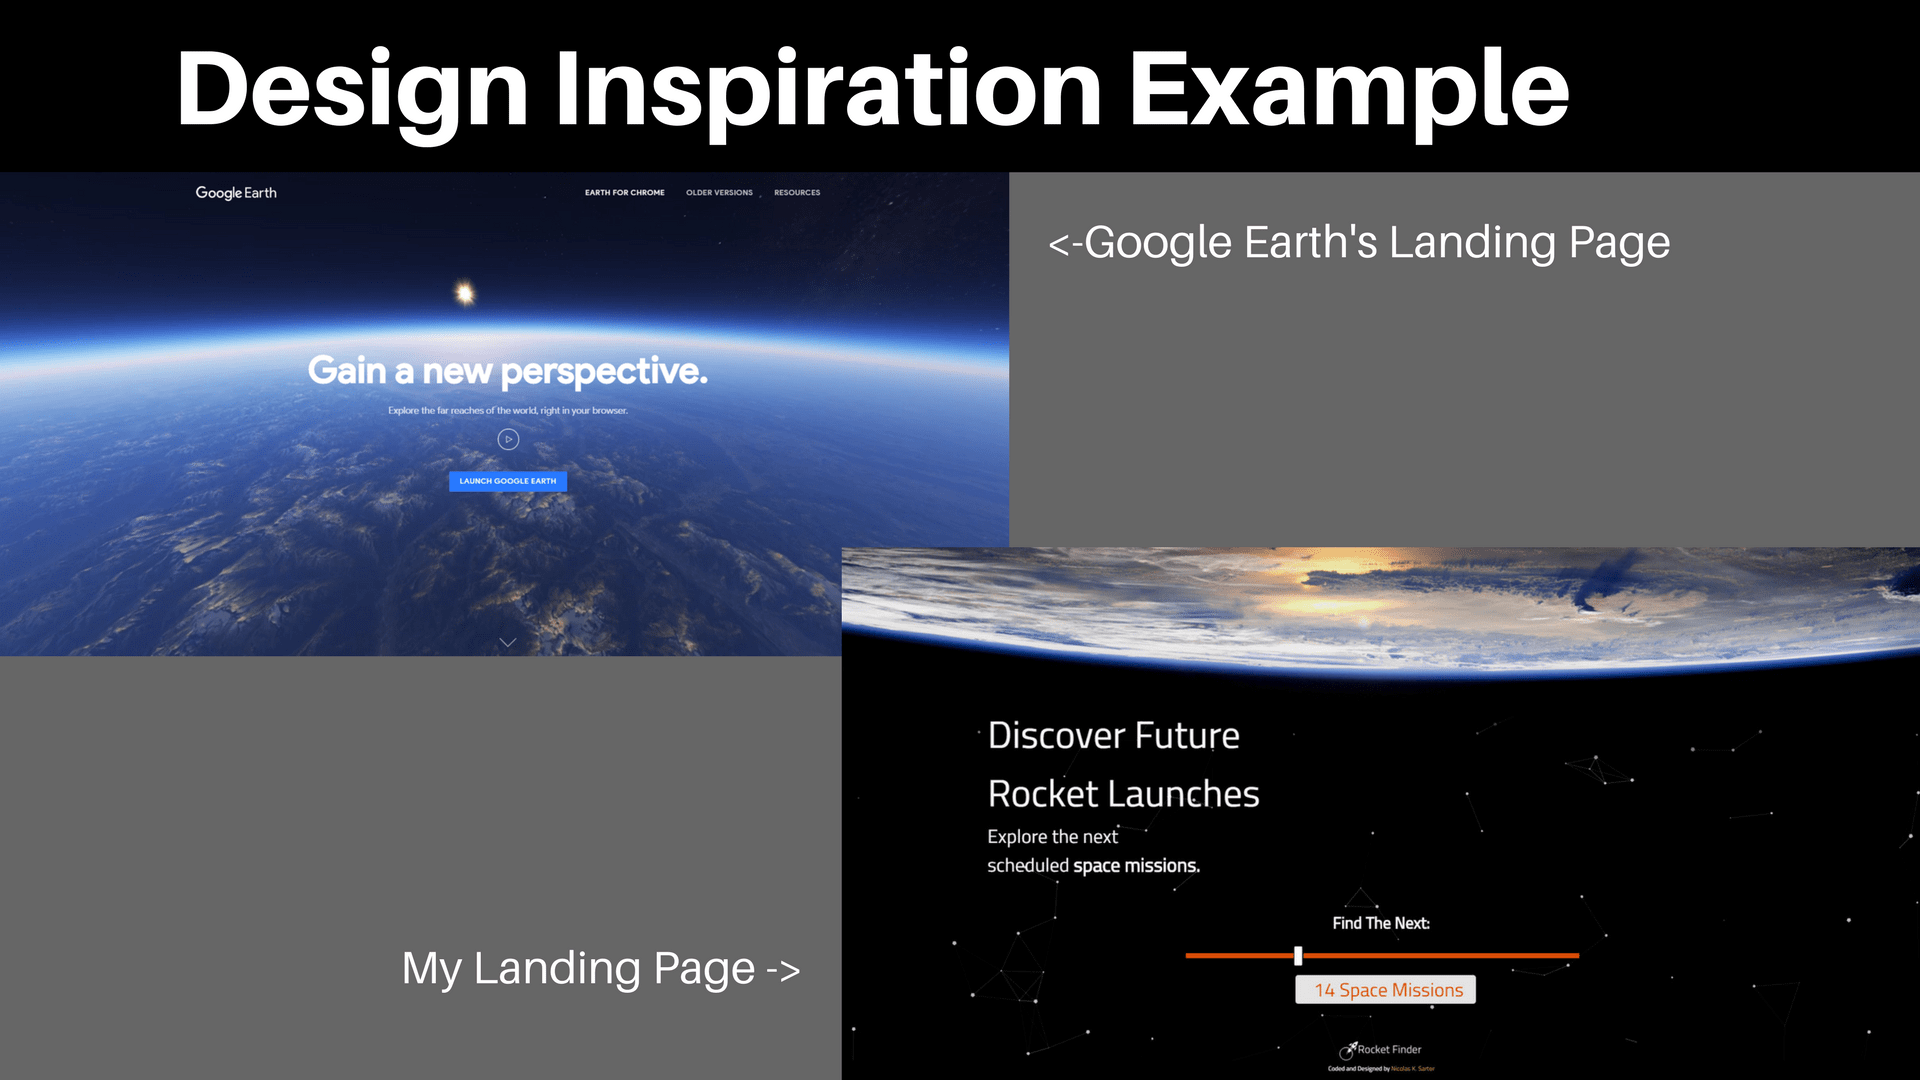 Design Inspiration Example
Google Earth
EARTH FOR CHROME OLDER VERSIONS RESOURCES
<-Google Earth's Landing Page
Gain a new perspective.
Explore the far reaches of the world, right in your browser.
LAUNCH GOOGLE EARTH
Discover Future
Rocket Launches
Explore the next
scheduled space missions.
Find The Next:
My Landing Page ->
14 Space Missions
Rocket Finder
Coded and Designed by Nicolas K. Sarter